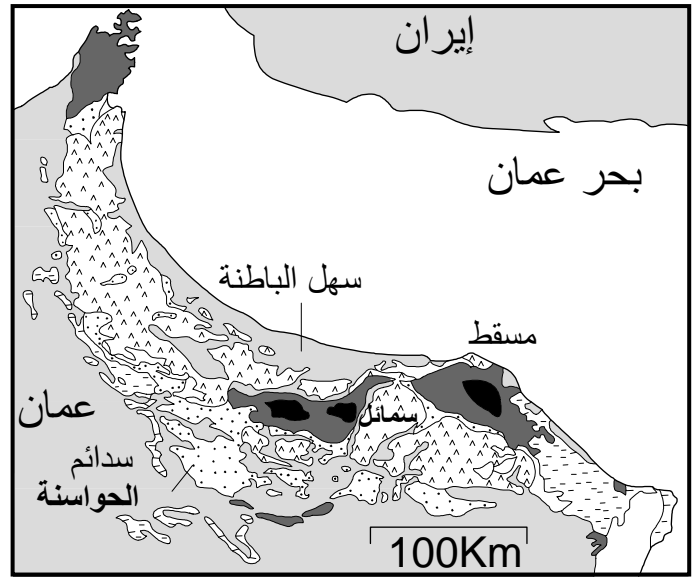 إيران
بحر عمان
سهل الباطنة
مسقط
سمائل
عمان
سدائم
الحواسنة
100Km